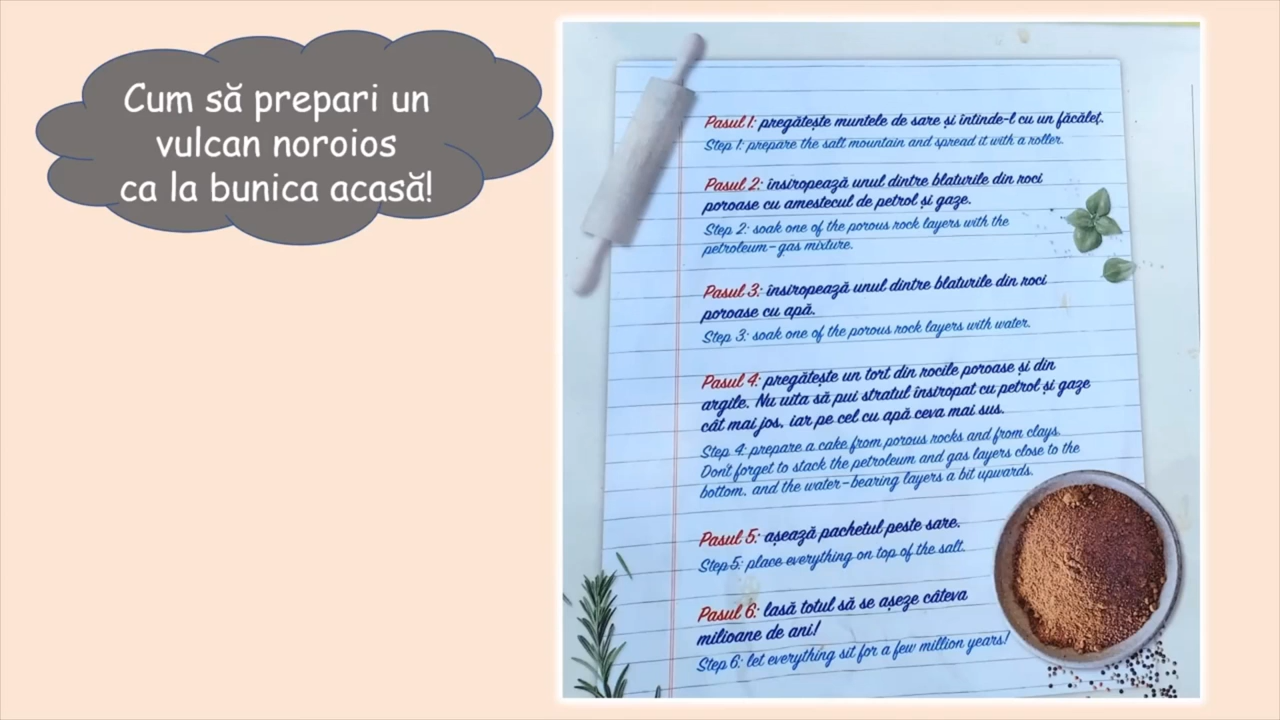 Cum să prepari un
vulcan noroios
ca la bunica acasă!
Pasul 1: pregătește muntele de sare și întinde-l cu un făcăleț.
Step 1: prepare the salt mountain and spread it with a roller.
Pasul 2: însiropează unul dintre blaturile din roci
poroase cu amestecul de petrol și gaze.
Step 2: soak one of the porous rock layers with the
petroleum-gas mixture.
Pasul 3: însiropează unul dintre blaturile din roci
poroase cu apă.
Step 3: soak one of the porous rock layers with water.
Pasul 4: pregătește un tort din rocile poroase și din
argile. Nu uita să pui stratul însiropat cu petrol și gaze
cât mai jos, iar pe cel cu apă ceva mai sus.
Step 4: prepare a cake from porous rocks and from clays.
Don't forget to stack the petroleum and gas layers close to the
bottom, and the water-bearing layers a bit upwards.
Pasul 5: așează pachetul peste sare.
Step 5: place everything on top of the salt.
Pasul 6: lasă totul să se așeze câteva
milioane de ani!
Step 6: let everything sit for a few million years!